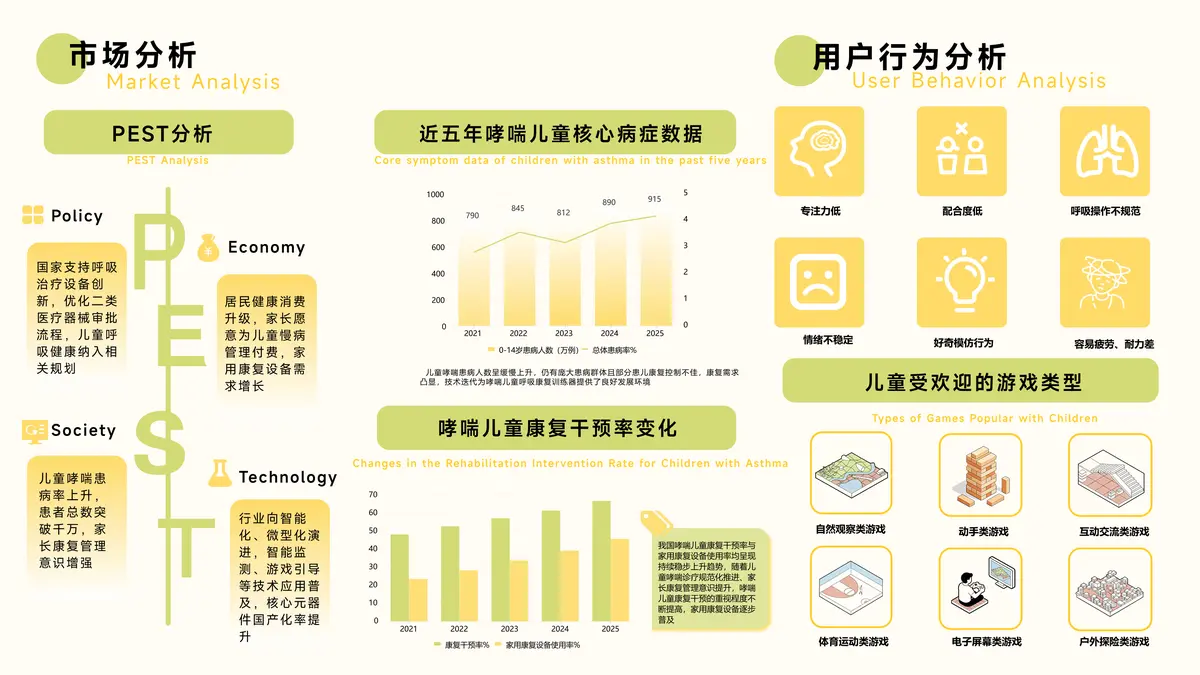 市场分析
Market Analysis
PEST分析
PEST Analysis
P
E
S
T
Policy
国家支持呼吸
治疗设备创
新，优化二类
医疗器械审批
流程，儿童呼
吸健康纳入相
关规划
Economy
居民健康消费
升级，家长愿
意为儿童慢病
管理付费，家
用康复设备需
求增长
Society
儿童哮喘患
病率上升，
患者总数突
破千万，家
长康复管理
意识增强
Technology
行业向智能
化、微型化演
进，智能监
测、游戏引导
等技术应用普
及，核心元器
件国产化率提
升
近五年哮喘儿童核心病症数据
Core symptom data of children with asthma in the past five years
1000
800
600
400
200
0
790
845
812
890
915
5
4
3
2
1
0
2021 2022 2023 2024 2025
0-14岁患病人数（万例） 总体患病率%
儿童哮喘患病人数呈缓慢上升，仍有庞大患病群体且部分患儿康复控制不佳，康复需求
凸显，技术迭代为哮喘儿童呼吸康复训练器提供了良好发展环境
哮喘儿童康复干预率变化
Changes in the Rehabilitation Intervention Rate for Children with Asthma
70
60
50
40
30
20
10
0
2021 2022 2023 2024 2025
康复干预率% 家用康复设备使用率%
我国哮喘儿童康复干预率与
家用康复设备使用率均呈现
持续稳步上升趋势，随着儿
童哮喘诊疗规范化推进、家
长康复管理意识提升，哮喘
儿童康复干预的重视程度不
断提高，家用康复设备逐步
普及
用户行为分析
User Behavior Analysis
专注力低
配合度低
呼吸操作不规范
情绪不稳定
好奇模仿行为
容易疲劳、耐力差
儿童受欢迎的游戏类型
Types of Games Popular with Children
自然观察类游戏
动手类游戏
互动交流类游戏
体育运动类游戏
电子屏幕类游戏
户外探险类游戏